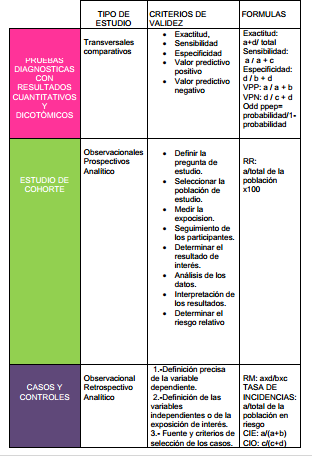 TIPO DE
ESTUDIO
CRITERIOS DE
VALIDEZ
FORMULAS
PRUEBAS
DIAGNOSTICAS
CON
RESULTADOS
CUANTITATIVOS
Y
DICOTÓMICOS
Transversales
comparativos
• Exactitud,
• Sensibilidad
• Especificidad
• Valor predictivo
positivo
• Valor predictivo
negativo
Exactitud:
a+d/ total
Sensibilidad:
a / a + c
Especificidad:
d / b + d
VPP: a / a + b
VPN: d / c + d
Odd ppep=
probabilidad/1-
probabilidad
ESTUDIO DE
COHORTE
Observacionales
Prospectivos
Analítico
• Definir la
pregunta de
estudio.
• Seleccionar la
población de
estudio.
• Medir la
expocision.
• Seguimiento de
los participantes.
• Determinar el
resultado de
interés.
• Análisis de los
datos.
• Interpretación de
los resultados.
• Determinar el
riesgo relativo
RR:
a/total de la
población
x100
CASOS Y
CONTROLES
Observacional
Retrospectivo
Analítico
1.-Definición precisa
de la variable
dependiente.
2.-Definición de las
variables
independientes o de la
exposición de interés.
3.- Fuente y criterios de
selección de los casos.
RM: axd/bxc
TASA DE
INCIDENCIAS:
a/total de la
población en
riesgo
CIE: a/(a+b)
CIO: c/(c+d)